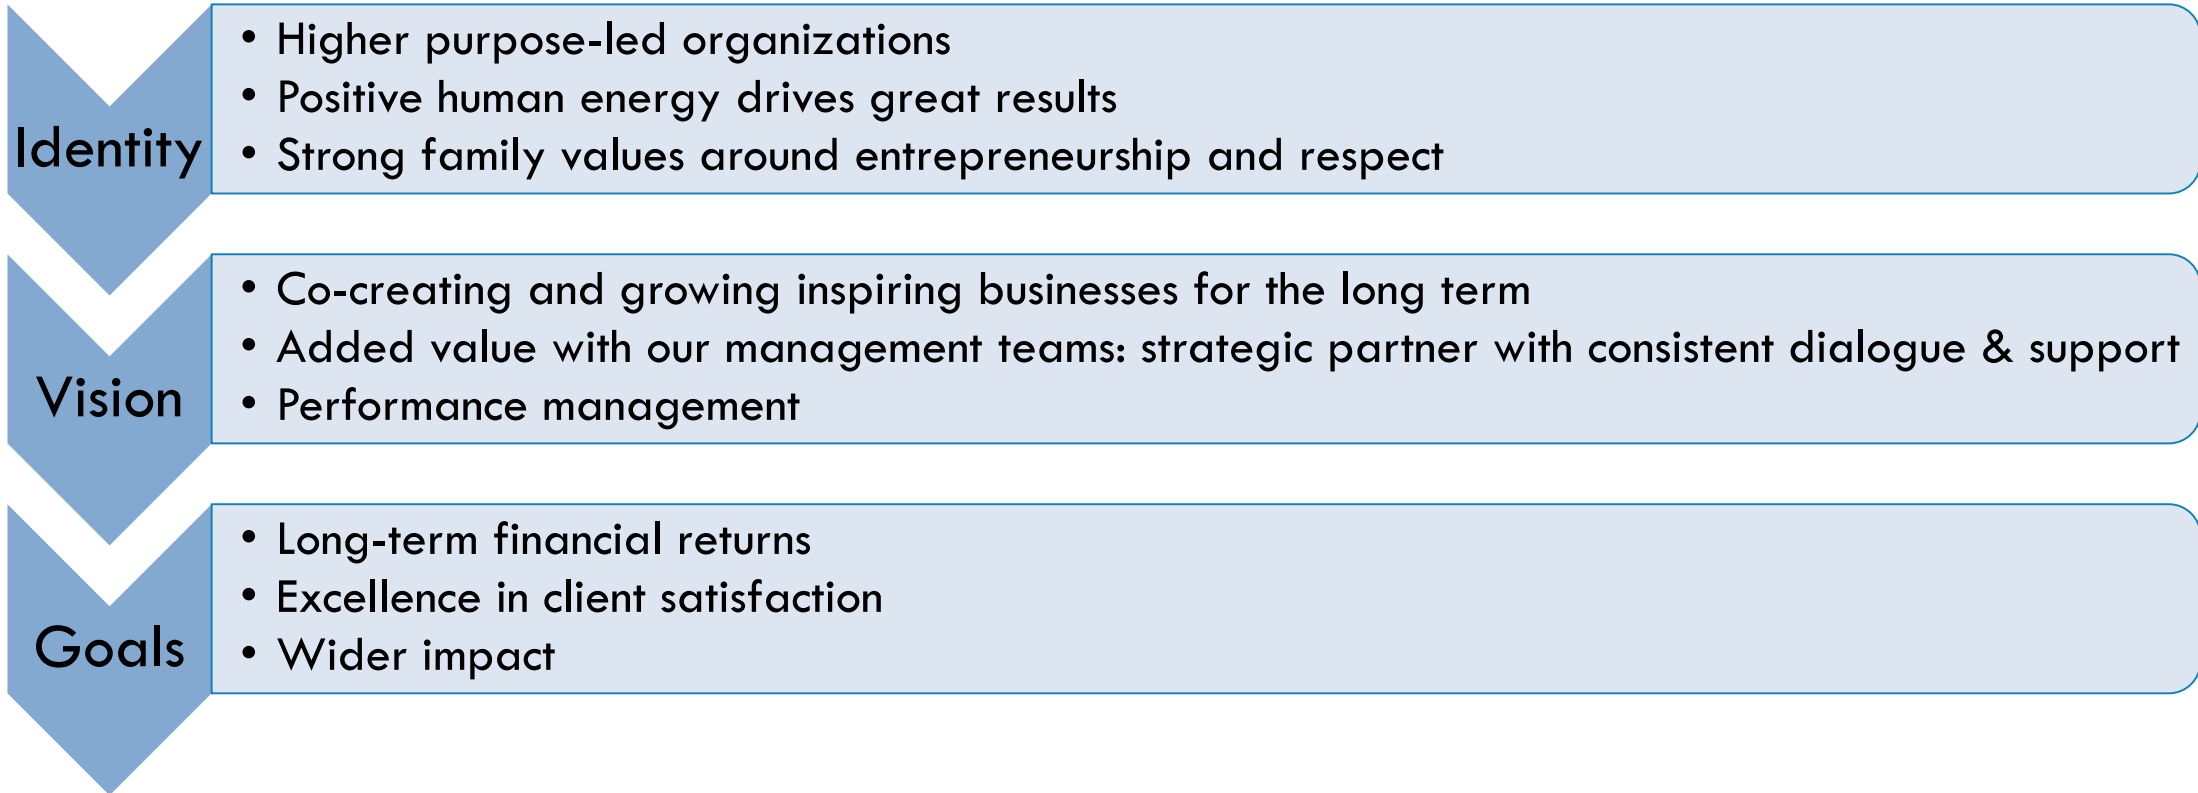 Identity
• Higher purpose-led organizations
• Positive human energy drives great results
• Strong family values around entrepreneurship and respect
Vision
• Co-creating and growing inspiring businesses for the long term
• Added value with our management teams: strategic partner with consistent dialogue & support
• Performance management
Goals
• Long-term financial returns
• Excellence in client satisfaction
• Wider impact